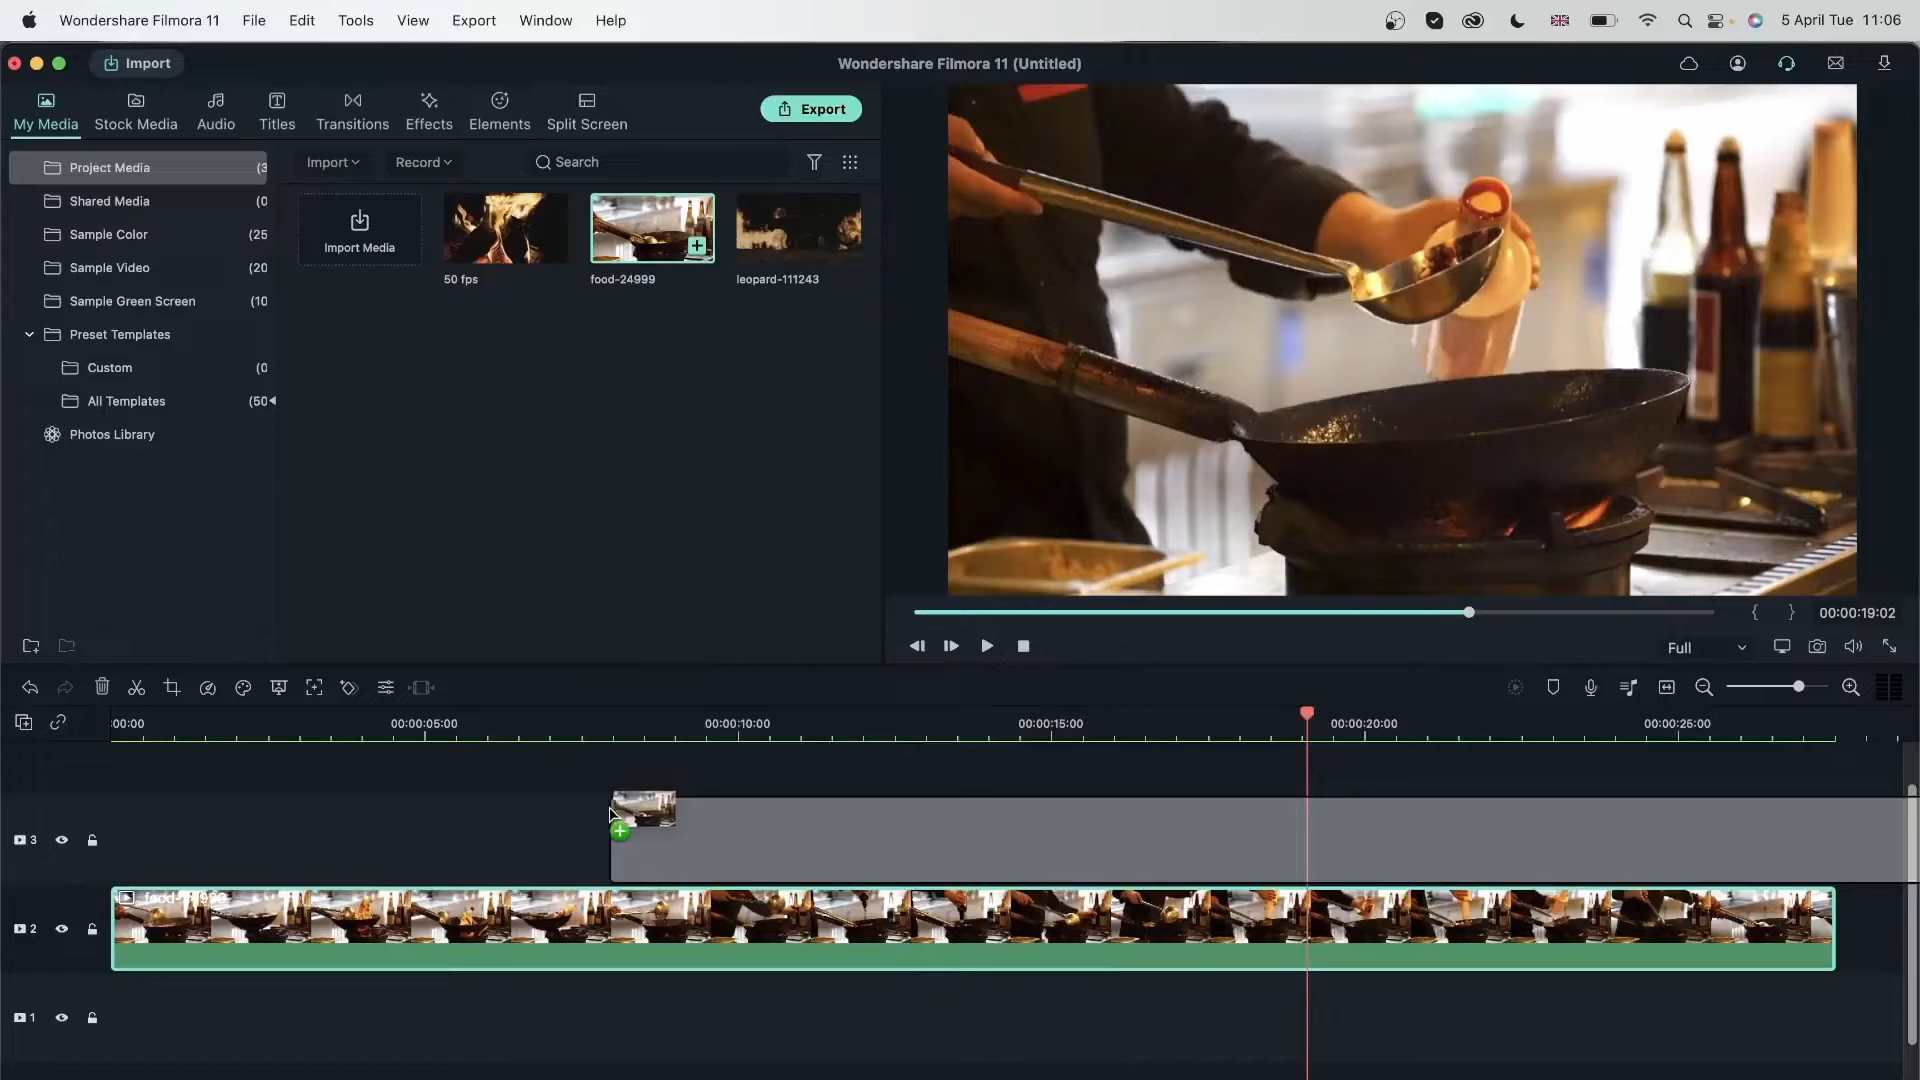 Wondershare Filmora 11 File Edit Tools View Export Window Help 5 April Tue 11:06
Import Wondershare Filmora 11 (Untitled)
My Media Stock Media Audio Titles Transitions Effects Elements Split Screen Export
Import Record Search
Project Media (3
Shared Media (0
Sample Color (25
Sample Video (20
Sample Green Screen (10
Preset Templates
Custom (0
All Templates (50
Photos Library
Import Media
50 fps
food-24999
leopard-111243
00:00:19:02
Full
:00:00 00:00:05:00 00:00:10:00 00:00:15:00 00:00:20:00 00:00:25:00
3
2
food-24999
1